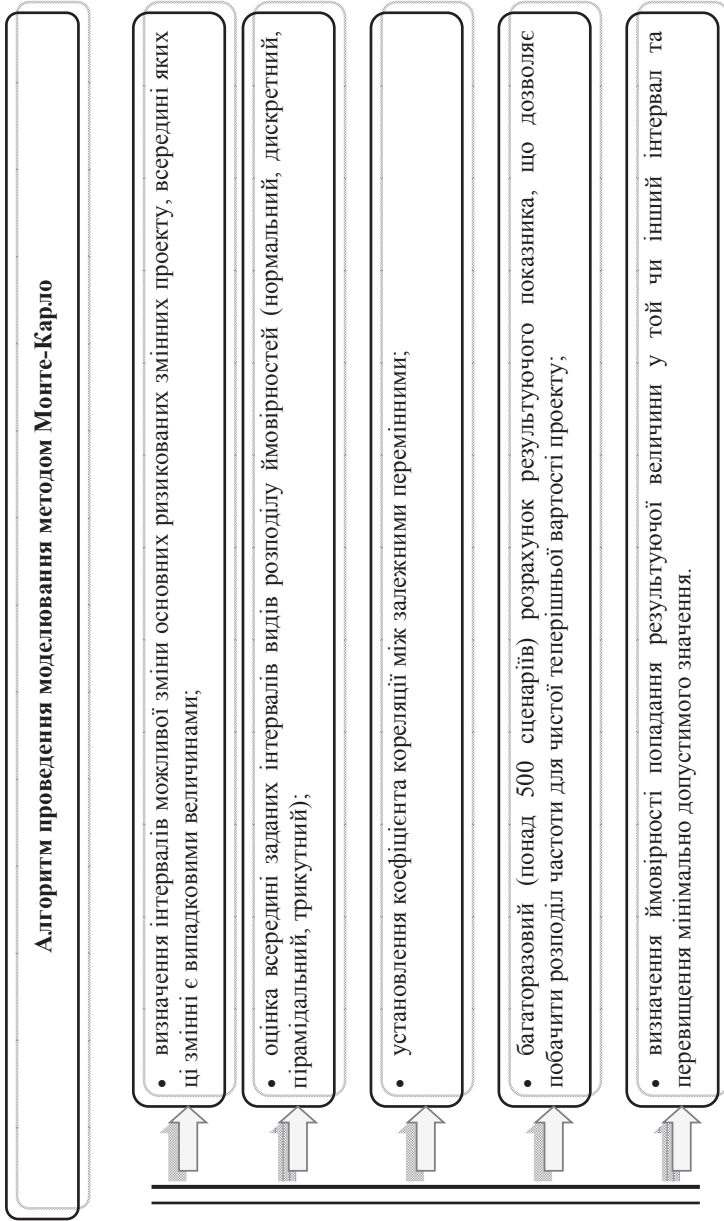 Алгоритм проведення моделювання методом Монте-Карло
• визначення інтервалів можливої зміни основних ризикованих змінних проекту, всередині яких
ці змінні є випадковими величинами;
• оцінка всередині заданих інтервалів видів розподілу ймовірностей (нормальний, дискретний,
пірамідальний, трикутний);
• установлення коефіцієнта кореляції між залежними перемінними;
• багаторазовий (понад 500 сценаріїв) розрахунок результуючого показника, що дозволяє
побачити розподіл частоти для чистої теперішньої вартості проекту;
• визначення ймовірності попадання результуючої величини у той чи інший інтервал та
перевищення мінімально допустимого значення.